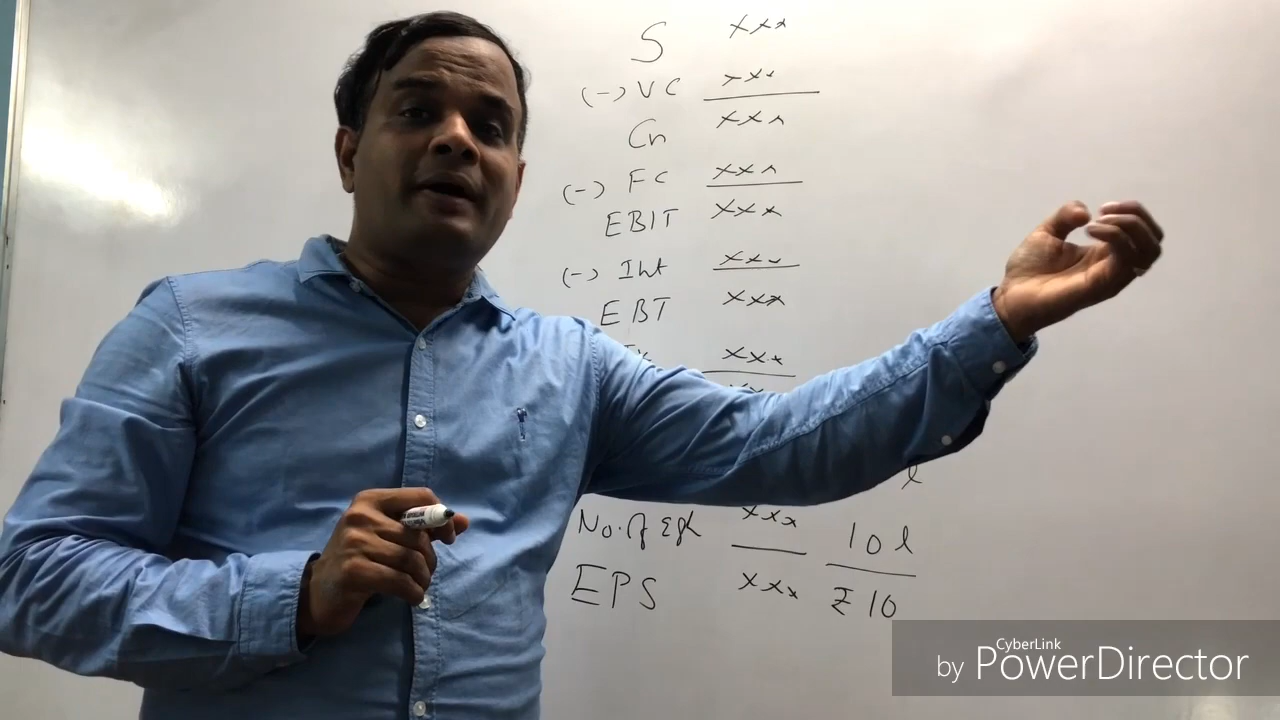 S xxx
(-) VC xxx
Cn xxx
(-) FC xxx
EBIT xxx
(-) Int xxx
EBT xxx
xxx
l
No. of Esh xxx 10 l
EPS xxx ₹ 10
CyberLink
by PowerDirector